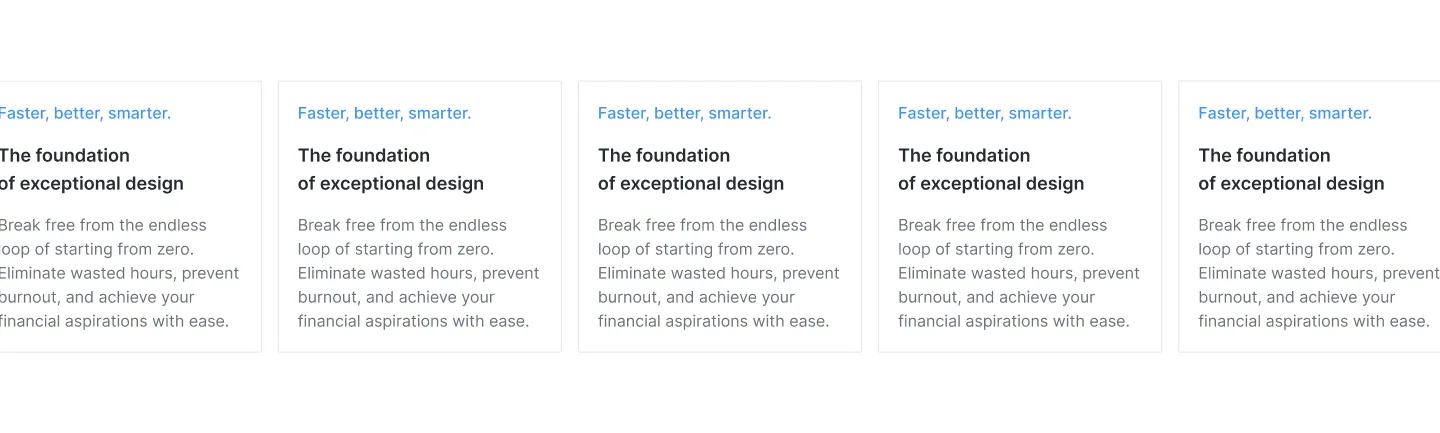 Faster, better, smarter.
The foundation
of exceptional design
Break free from the endless
loop of starting from zero.
Eliminate wasted hours, prevent
burnout, and achieve your
financial aspirations with ease.
Faster, better, smarter.
The foundation
of exceptional design
Break free from the endless
loop of starting from zero.
Eliminate wasted hours, prevent
burnout, and achieve your
financial aspirations with ease.
Faster, better, smarter.
The foundation
of exceptional design
Break free from the endless
loop of starting from zero.
Eliminate wasted hours, prevent
burnout, and achieve your
financial aspirations with ease.
Faster, better, smarter.
The foundation
of exceptional design
Break free from the endless
loop of starting from zero.
Eliminate wasted hours, prevent
burnout, and achieve your
financial aspirations with ease.
Faster, better, smarter.
The foundation
of exceptional design
Break free from the endless
loop of starting from zero.
Eliminate wasted hours, prevent
burnout, and achieve your
financial aspirations with ease.